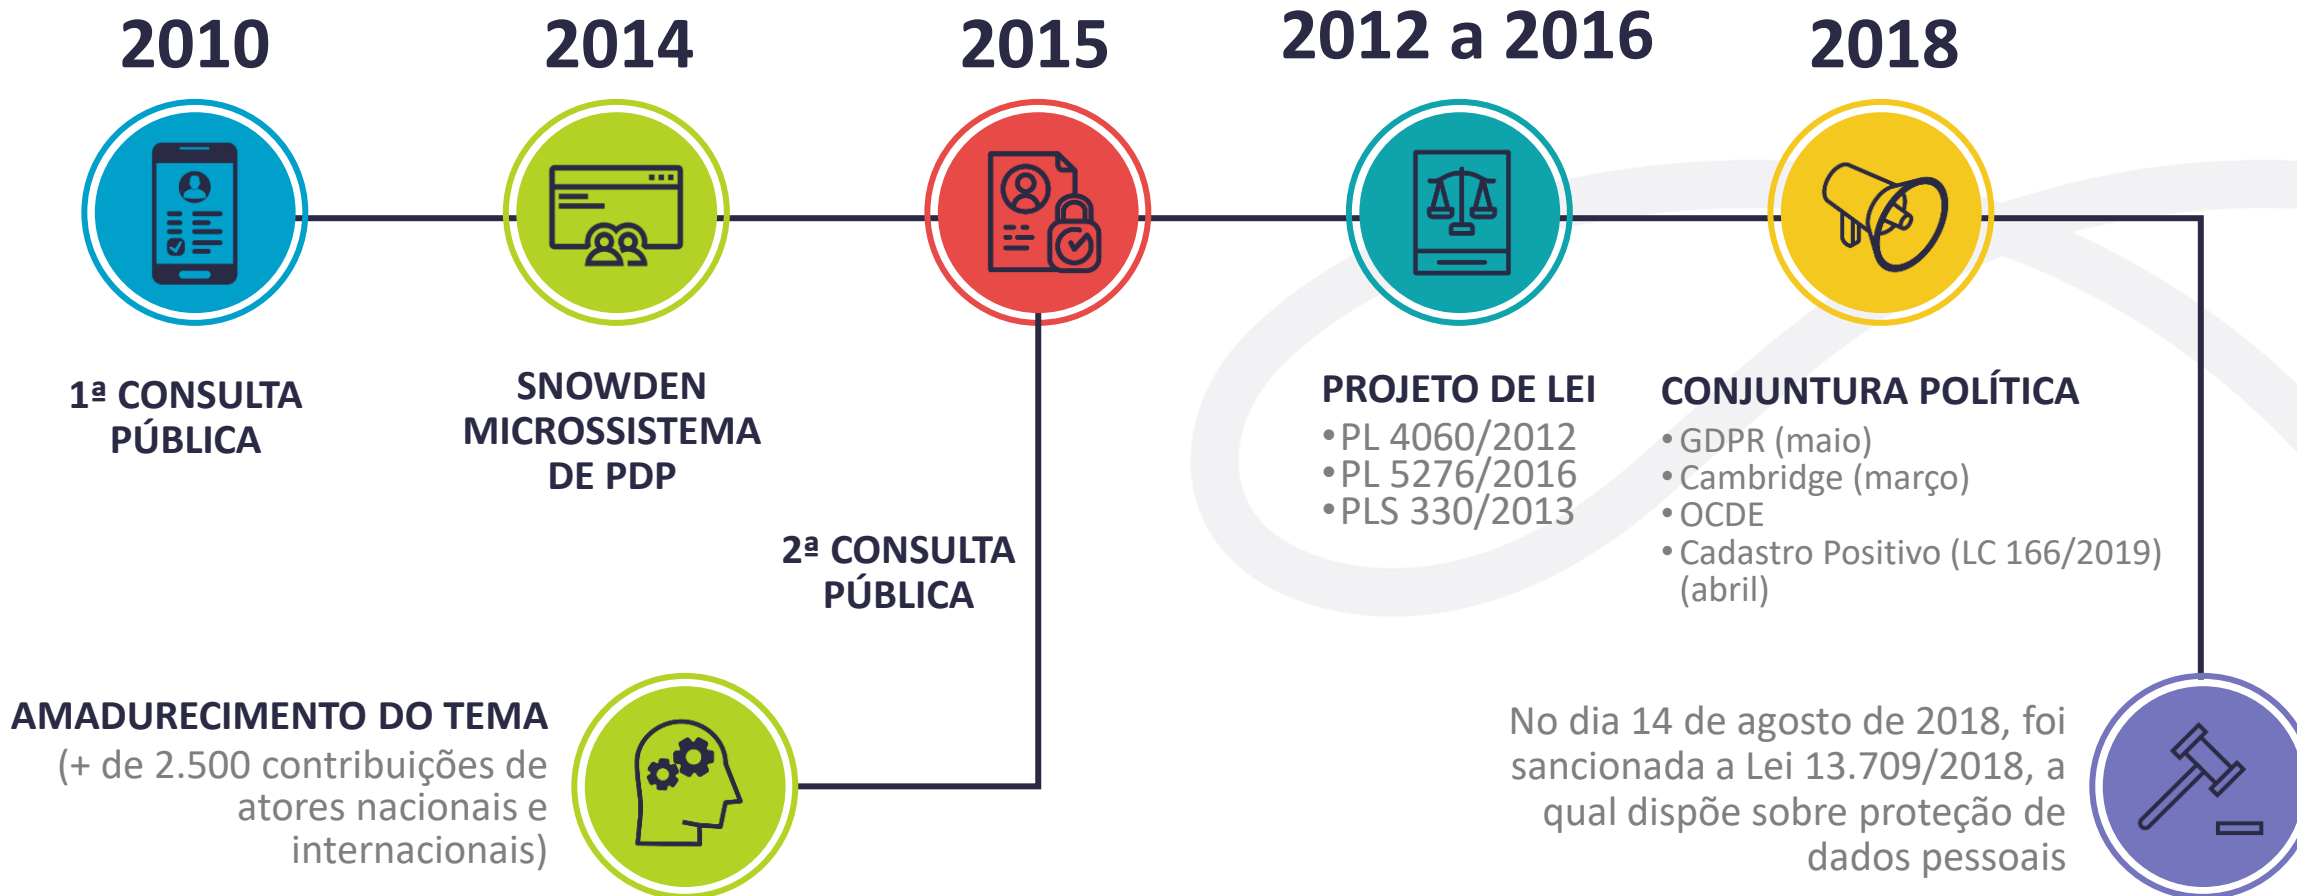 2010
1ª CONSULTA
PÚBLICA
2014
SNOWDEN
MICROSSISTEMA
DE PDP
2015
2ª CONSULTA
PÚBLICA
AMADURECIMENTO DO TEMA
(+ de 2.500 contribuições de
atores nacionais e
internacionais)
2012 a 2016
PROJETO DE LEI
•PL 4060/2012
•PL 5276/2016
•PLS 330/2013
2018
CONJUNTURA POLÍTICA
•GDPR (maio)
•Cambridge (março)
•OCDE
•Cadastro Positivo (LC 166/2019)
(abril)
No dia 14 de agosto de 2018, foi
sancionada a Lei 13.709/2018, a
qual dispõe sobre proteção de
dados pessoais